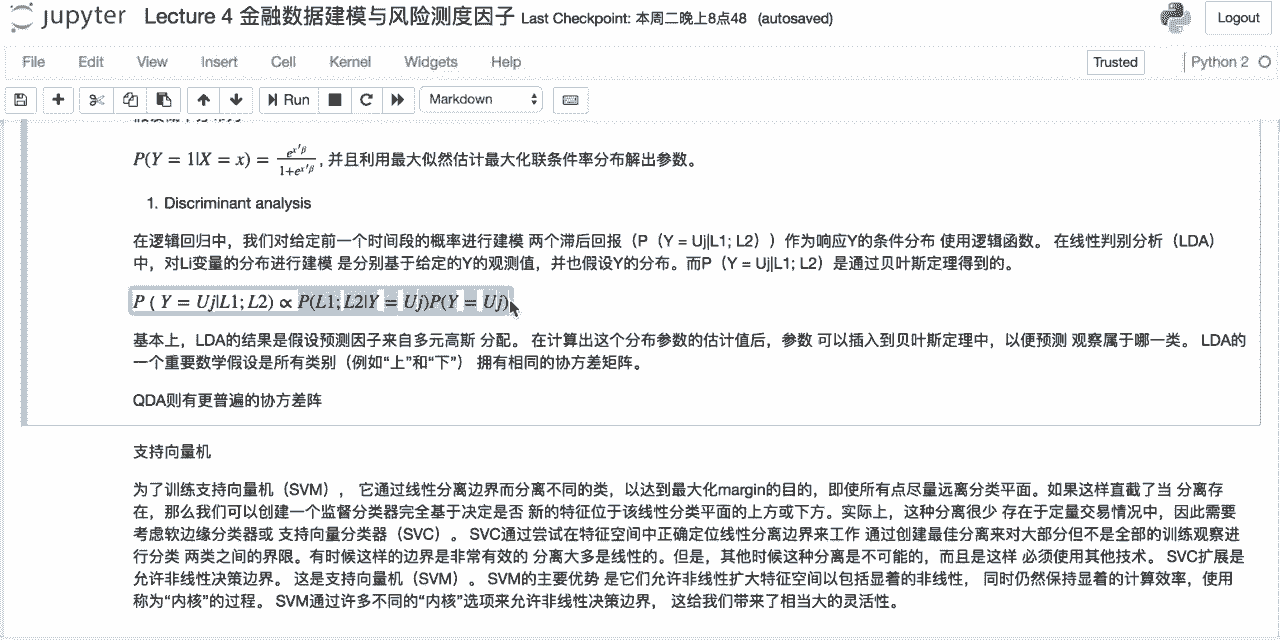 jupyter Lecture 4 金融数据建模与风险测度因子 Last Checkpoint: 本周二晚上8点48 (autosaved)
Logout
File Edit View Insert Cell Kernel Widgets Help
Trusted
Python 2
Run
Markdown
P(Y = 1|X = x) = e^{x'β} / 1+e^{x'β} , 并且利用最大似然估计最大化联条件率分布解出参数。
1. Discriminant analysis
在逻辑回归中，我们对给定前一个时间段的概率进行建模 两个滞后回报（P（Y = Uj|L1; L2））作为响应Y的条件分布 使用逻辑函数。 在线性判别分析（LDA）
中，对Li变量的分布进行建模 是分别基于给定的Y的观测值，并也假设Y的分布。而P（Y = Uj|L1; L2）是通过贝叶斯定理得到的。
P ( Y = Uj|L1; L2) ∝ P(L1; L2|Y = Uj)P(Y = Uj)
基本上，LDA的结果是假设预测因子来自多元高斯 分配。 在计算出这个分布参数的估计值后，参数 可以插入到贝叶斯定理中，以便预测 观察属于哪一类。 LDA的
一个重要数学假设是所有类别（例如“上”和“下”） 拥有相同的协方差矩阵。
QDA则有更普遍的协方差阵
支持向量机
为了训练支持向量机（SVM）， 它通过线性分离边界而分离不同的类，以达到最大化margin的目的，即使所有点尽量远离分类平面。如果这样直截了当 分离存
在，那么我们可以创建一个监督分类器完全基于决定是否 新的特征位于该线性分类平面的上方或下方。实际上，这种分离很少 存在于定量交易情况中，因此需要
考虑软边缘分类器或 支持向量分类器（SVC）。 SVC通过尝试在特征空间中正确定位线性分离边界来工作 通过创建最佳分离来对大部分但不是全部的训练观察进
行分类 两类之间的界限。有时候这样的边界是非常有效的 分离大多是线性的。但是，其他时候这种分离是不可能的，而且是这样 必须使用其他技术。 SVC扩展是
允许非线性决策边界。 这是支持向量机（SVM）。 SVM的主要优势 是它们允许非线性扩大特征空间以包括显着的非线性， 同时仍然保持显着的计算效率，使用
称为“内核”的过程。 SVM通过许多不同的“内核”选项来允许非线性决策边界， 这给我们带来了相当大的灵活性。